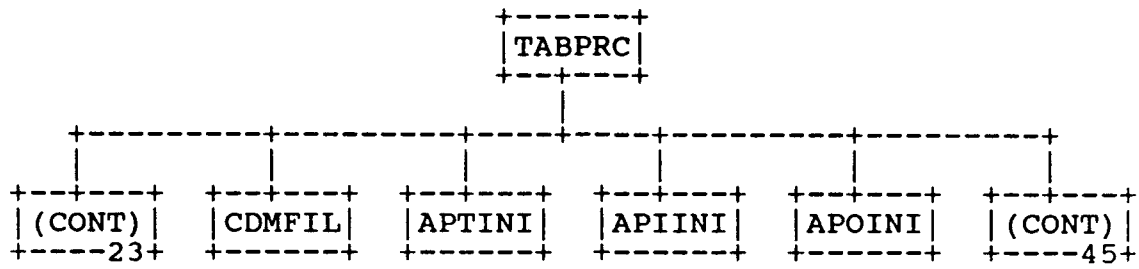 TABPRC
(CONT) CDMFIL APTINI APIINI APOINI (CONT)
23 45